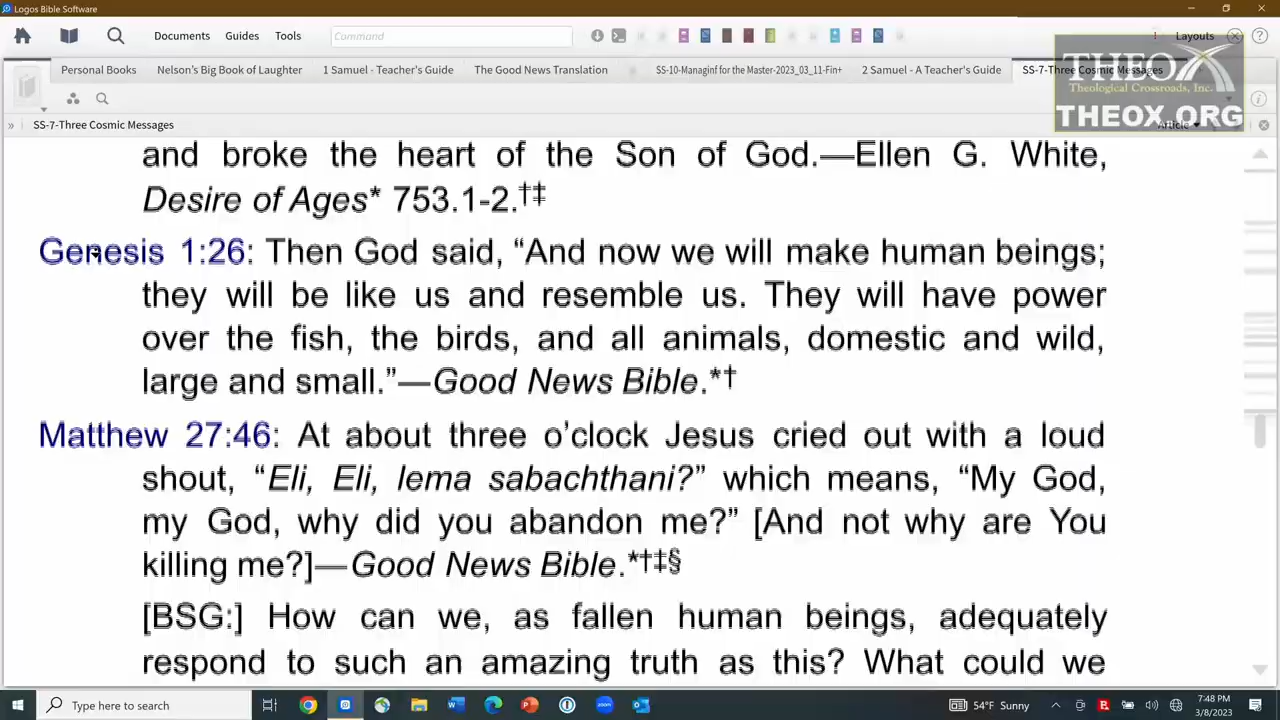 Logos Bible Software
Documents Guides Tools Command Layouts
Personal Books Nelson's Big Book of Laughter 1 Samuel The Good News Translation SS-10-Managinf for the Master-2023_03_11-Fin+ 2 Samuel - A Teacher's Guide SS-7-Three Cosmic Messages
THEOX
Theological Crossroads, Inc.
THEOX.ORG
SS-7-Three Cosmic Messages Article
and broke the heart of the Son of God.—Ellen G. White,
Desire of Ages* 753.1-2.†‡
Genesis 1:26: Then God said, “And now we will make human beings;
they will be like us and resemble us. They will have power
over the fish, the birds, and all animals, domestic and wild,
large and small.”—Good News Bible.*†
Matthew 27:46: At about three o’clock Jesus cried out with a loud
shout, “Eli, Eli, lema sabachthani?” which means, “My God,
my God, why did you abandon me?” [And not why are You
killing me?]—Good News Bible.*†‡§
[BSG:] How can we, as fallen human beings, adequately
respond to such an amazing truth as this? What could we
Type here to search 54°F Sunny 7:48 PM
3/8/2023